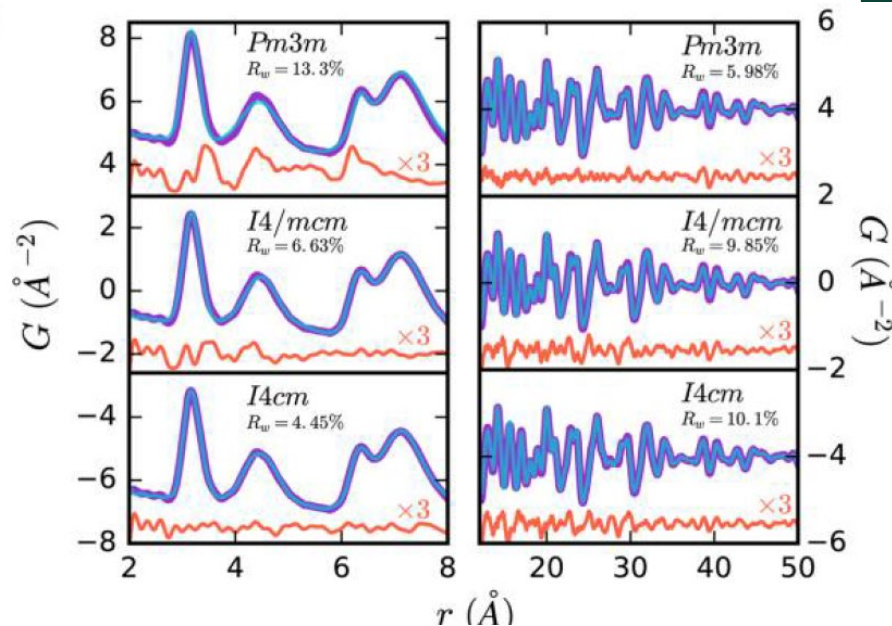 8
6
4
2
0
−2
−4
−6
−8
Pm3m
R_w = 13.3%
×3
I4/mcm
R_w = 6.63%
×3
I4cm
R_w = 4.45%
×3
2 4 6 8
G (Å⁻²)
Pm3m
R_w = 5.98%
×3
I4/mcm
R_w = 9.85%
×3
I4cm
R_w = 10.1%
×3
6
4
2
0
−2
−4
−6
20 30 40 50
G (Å⁻²)
r (Å)